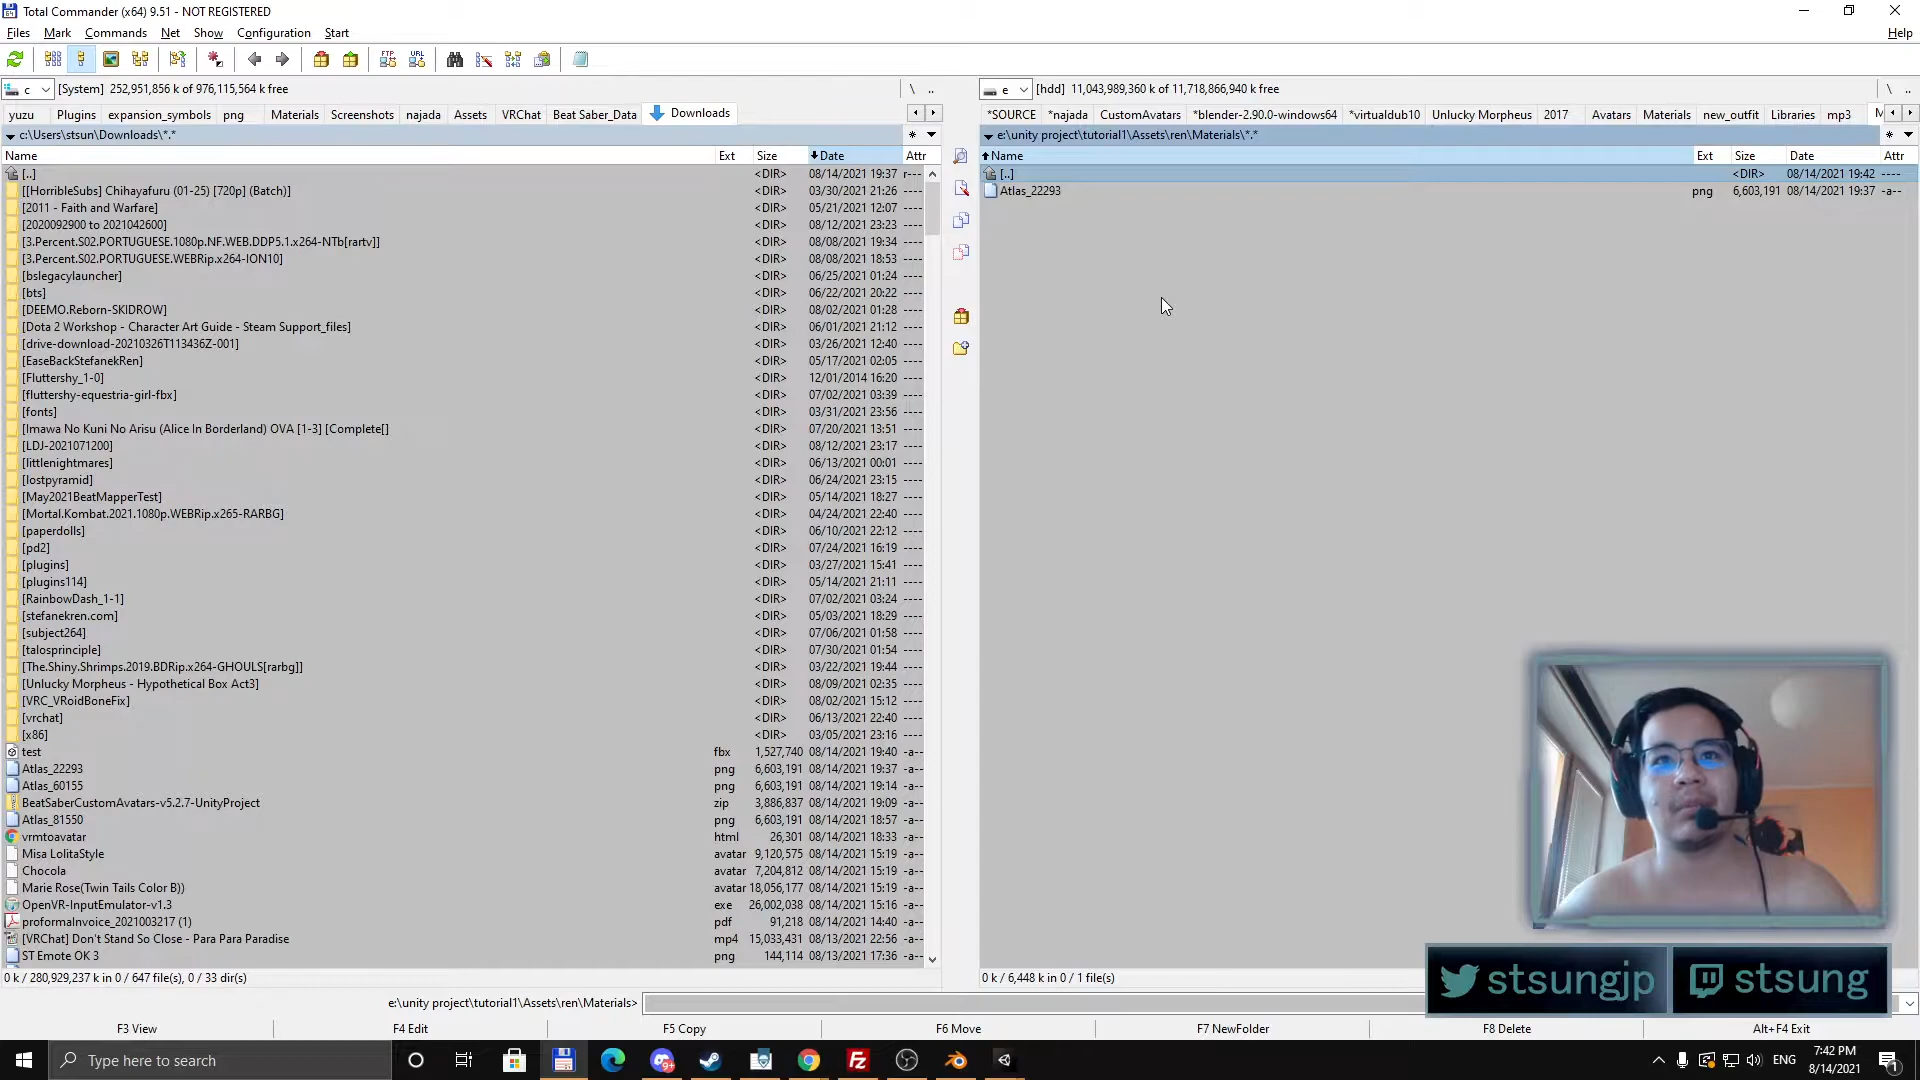 Total Commander (x64) 9.51 - NOT REGISTERED
Files Mark Commands Net Show Configuration Start Help
FTP URL
c [System] 252,951,856 k of 976,115,564 k free \ ..
yuzu Plugins expansion_symbols png Materials Screenshots najada Assets VRChat Beat Saber_Data Downloads
c:\Users\stsun\Downloads\*.* *
Name Ext Size Date Attr
[..] <DIR> 08/14/2021 19:37 r---
[[HorribleSubs] Chihayafuru (01-25) [720p] (Batch)] <DIR> 03/30/2021 21:26 ----
[2011 - Faith and Warfare] <DIR> 05/21/2021 12:07 ----
[2020092900 to 2021042600] <DIR> 08/12/2021 23:23 ----
[3.Percent.S02.PORTUGUESE.1080p.NF.WEB.DDP5.1.x264-NTb[rartv]] <DIR> 08/08/2021 19:34 ----
[3.Percent.S02.PORTUGUESE.WEBRip.x264-ION10] <DIR> 08/08/2021 18:53 ----
[bslegacylauncher] <DIR> 06/25/2021 01:24 ----
[bts] <DIR> 06/22/2021 20:22 ----
[DEEMO.Reborn-SKIDROW] <DIR> 08/02/2021 01:28 ----
[Dota 2 Workshop - Character Art Guide - Steam Support_files] <DIR> 06/01/2021 21:12 ----
[drive-download-20210326T113436Z-001] <DIR> 03/26/2021 12:40 ----
[EaseBackStefanekRen] <DIR> 05/17/2021 02:05 ----
[Fluttershy_1-0] <DIR> 12/01/2014 16:20 ----
[fluttershy-equestria-girl-fbx] <DIR> 07/02/2021 03:39 ----
[fonts] <DIR> 03/31/2021 23:56 ----
[Imawa No Kuni No Arisu (Alice In Borderland) OVA [1-3] [Complete[] <DIR> 07/20/2021 13:51 ----
[LDJ-2021071200] <DIR> 08/12/2021 23:17 ----
[littlenightmares] <DIR> 06/13/2021 00:01 ----
[lostpyramid] <DIR> 06/24/2021 23:15 ----
[May2021BeatMapperTest] <DIR> 05/14/2021 18:27 ----
[Mortal.Kombat.2021.1080p.WEBRip.x265-RARBG] <DIR> 04/24/2021 22:40 ----
[paperdolls] <DIR> 06/10/2021 22:12 ----
[pd2] <DIR> 07/24/2021 16:19 ----
[plugins] <DIR> 03/27/2021 15:41 ----
[plugins114] <DIR> 05/14/2021 21:11 ----
[RainbowDash_1-1] <DIR> 07/02/2021 03:24 ----
[stefanekren.com] <DIR> 05/03/2021 18:29 ----
[subject264] <DIR> 07/06/2021 01:58 ----
[talosprinciple] <DIR> 07/30/2021 01:54 ----
[The.Shiny.Shrimps.2019.BDRip.x264-GHOULS[rarbg]] <DIR> 03/22/2021 19:44 ----
[Unlucky Morpheus - Hypothetical Box Act3] <DIR> 08/09/2021 02:35 ----
[VRC_VRoidBoneFix] <DIR> 08/02/2021 15:12 ----
[vrchat] <DIR> 06/13/2021 22:40 ----
[x86] <DIR> 03/05/2021 23:16 ----
test fbx 1,527,740 08/14/2021 19:40 -a--
Atlas_22293 png 6,603,191 08/14/2021 19:37 -a--
Atlas_60155 png 6,603,191 08/14/2021 19:14 -a--
BeatSaberCustomAvatars-v5.2.7-UnityProject zip 3,886,837 08/14/2021 19:09 -a--
Atlas_81550 png 6,603,191 08/14/2021 18:57 -a--
vrmtoavatar html 26,301 08/14/2021 18:33 -a--
Misa LolitaStyle avatar 9,120,575 08/14/2021 15:19 -a--
Chocola avatar 7,204,812 08/14/2021 15:19 -a--
Marie Rose(Twin Tails Color B)) avatar 18,056,177 08/14/2021 15:19 -a--
OpenVR-InputEmulator-v1.3 exe 26,002,038 08/14/2021 15:16 -a--
proformaInvoice_2021003217 (1) pdf 91,218 08/14/2021 14:40 -a--
[VRChat] Don't Stand So Close - Para Para Paradise mp4 15,033,431 08/13/2021 22:56 -a--
ST Emote OK 3 png 144,114 08/13/2021 17:36 -a--
0 k / 280,929,237 k in 0 / 647 file(s), 0 / 33 dir(s)
e [hdd] 11,043,989,360 k of 11,718,866,940 k free \ ..
*SOURCE *najada CustomAvatars *blender-2.90.0-windows64 *virtualdub10 Unlucky Morpheus 2017 Avatars Materials new_outfit Libraries mp3 M
e:\unity project\tutorial1\Assets\ren\Materials\*.* *
Name Ext Size Date Attr
[..] <DIR> 08/14/2021 19:42 ----
Atlas_22293 png 6,603,191 08/14/2021 19:37 -a--
0 k / 6,448 k in 0 / 1 file(s)
stsungjp stsung
e:\unity project\tutorial1\Assets\ren\Materials>
F3 View F4 Edit F5 Copy F6 Move F7 NewFolder F8 Delete Alt+F4 Exit
Type here to search
ENG
7:42 PM
8/14/2021